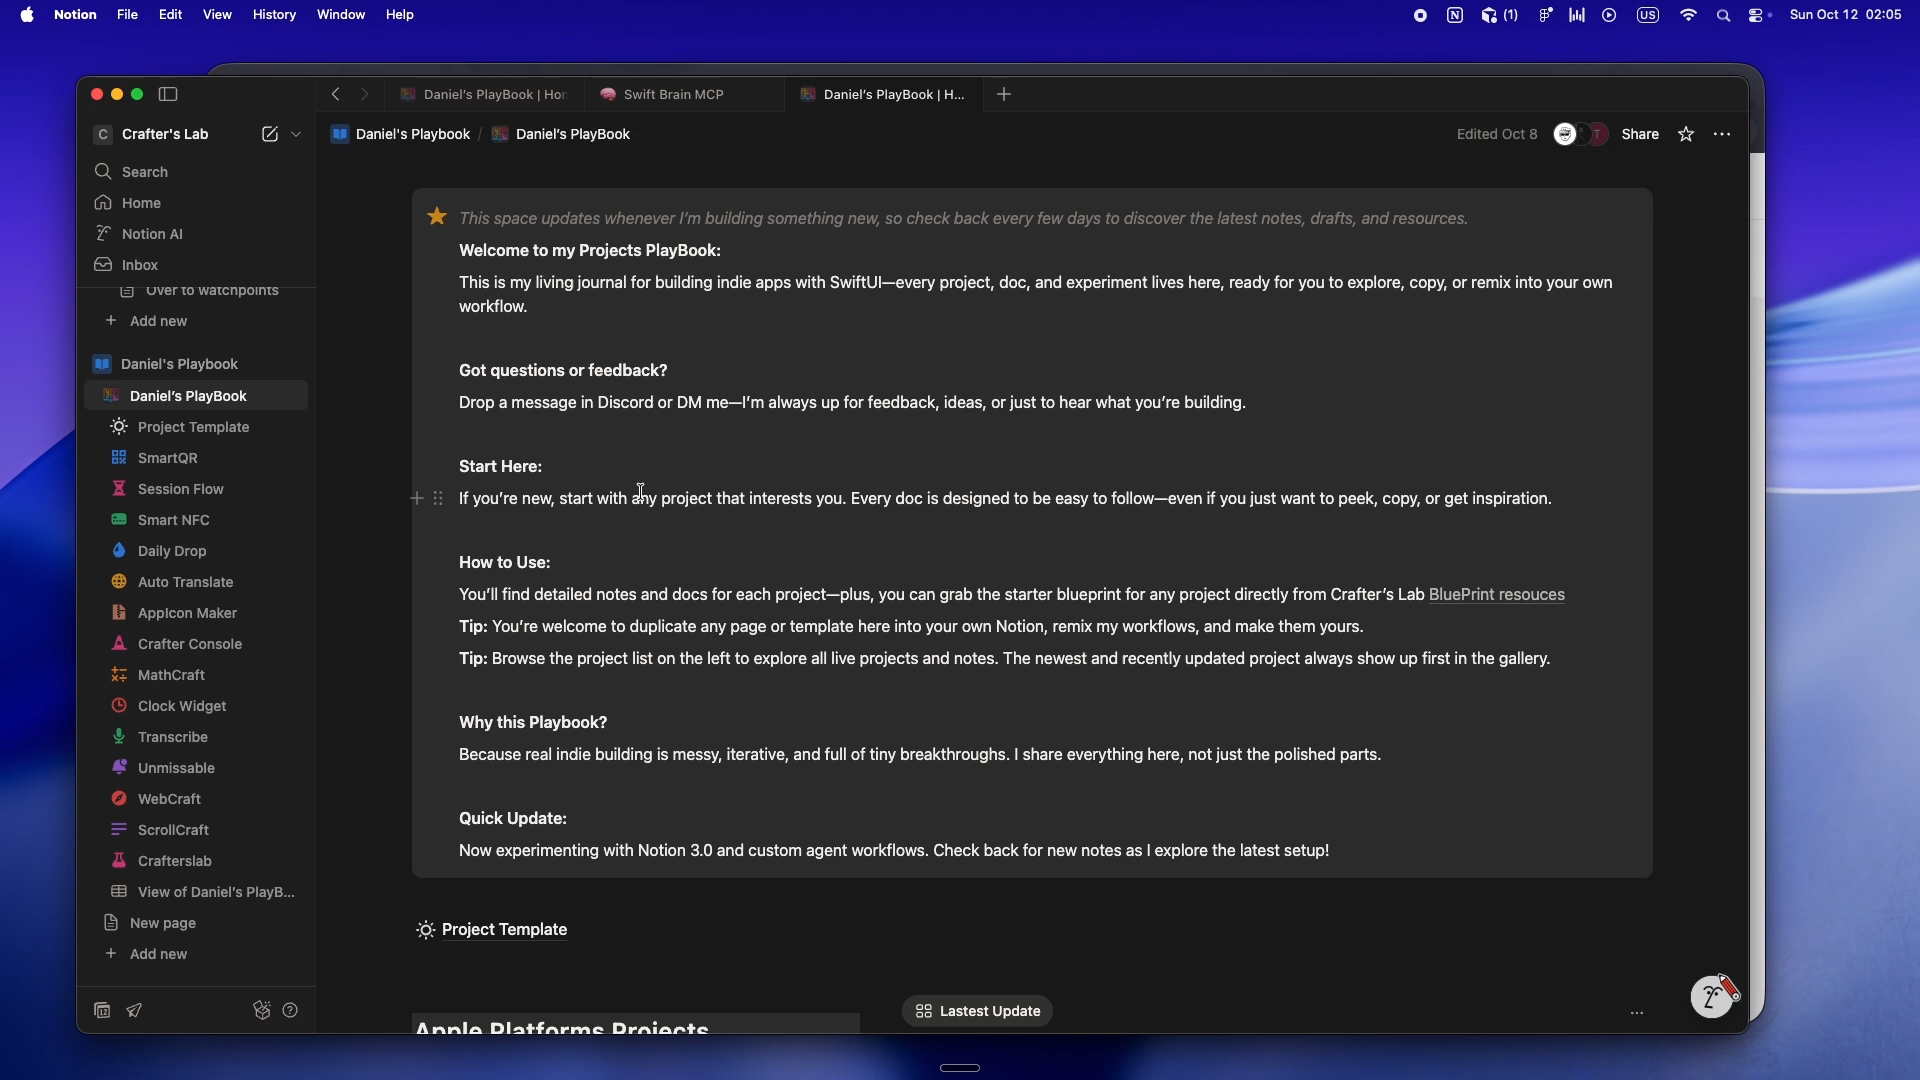 Notion File Edit View History Window Help
(1) US Sun Oct 12 02:05
Daniel's PlayBook | Hor
Swift Brain MCP
Daniel's PlayBook | H...
C Crafter's Lab
Daniel's Playbook / Daniel's PlayBook
Edited Oct 8 T Share
Search
Home
Notion AI
Inbox
Over to watchpoints
Add new
Daniel's Playbook
Daniel's PlayBook
Project Template
SmartQR
Session Flow
Smart NFC
Daily Drop
Auto Translate
AppIcon Maker
Crafter Console
MathCraft
Clock Widget
Transcribe
Unmissable
WebCraft
ScrollCraft
Crafterslab
View of Daniel's PlayB...
New page
Add new
This space updates whenever I'm building something new, so check back every few days to discover the latest notes, drafts, and resources.
Welcome to my Projects PlayBook:
This is my living journal for building indie apps with SwiftUI—every project, doc, and experiment lives here, ready for you to explore, copy, or remix into your own
workflow.
Got questions or feedback?
Drop a message in Discord or DM me—I'm always up for feedback, ideas, or just to hear what you're building.
Start Here:
If you're new, start with any project that interests you. Every doc is designed to be easy to follow—even if you just want to peek, copy, or get inspiration.
How to Use:
You'll find detailed notes and docs for each project—plus, you can grab the starter blueprint for any project directly from Crafter's Lab BluePrint resouces
Tip: You're welcome to duplicate any page or template here into your own Notion, remix my workflows, and make them yours.
Tip: Browse the project list on the left to explore all live projects and notes. The newest and recently updated project always show up first in the gallery.
Why this Playbook?
Because real indie building is messy, iterative, and full of tiny breakthroughs. I share everything here, not just the polished parts.
Quick Update:
Now experimenting with Notion 3.0 and custom agent workflows. Check back for new notes as I explore the latest setup!
Project Template
Lastest Update
Apple Platforms Projects